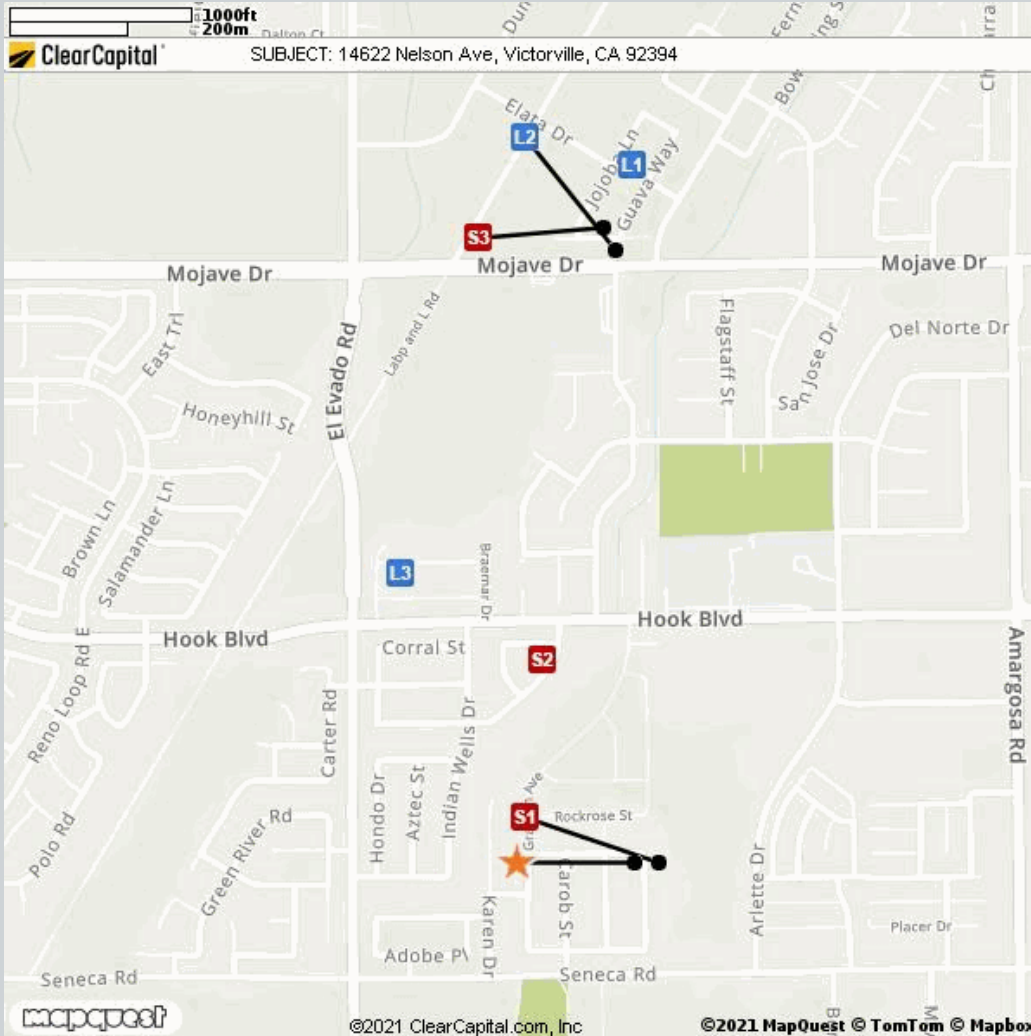 1000ft
200m
Dalton Ct
ClearCapital
SUBJECT: 14622 Nelson Ave, Victorville, CA 92394
Elata Dr
L2
L1
Jojoba Ln
Guava Way
S3
Mojave Dr
Mojave Dr
Mojave Dr
East Trl
Labp and L Rd
Flagstaff St
San Jose Dr
Del Norte Dr
El Evado Rd
Honeyhill St
Brown Ln
Salamander Ln
L3
Braemar Dr
Hook Blvd
Hook Blvd
Corral St
S2
Reno Loop Rd E
Carter Rd
Indian Wells Dr
Amargosa Rd
Hondo Dr
Aztec St
S1
Rockrose St
Polo Rd
Green River Rd
Carob St
Arlette Dr
Karen Dr
Placer Dr
Adobe Pl
Seneca Rd
Seneca Rd
mapquest
©2021 ClearCapital.com, Inc
©2021 MapQuest © TomTom © Mapbox